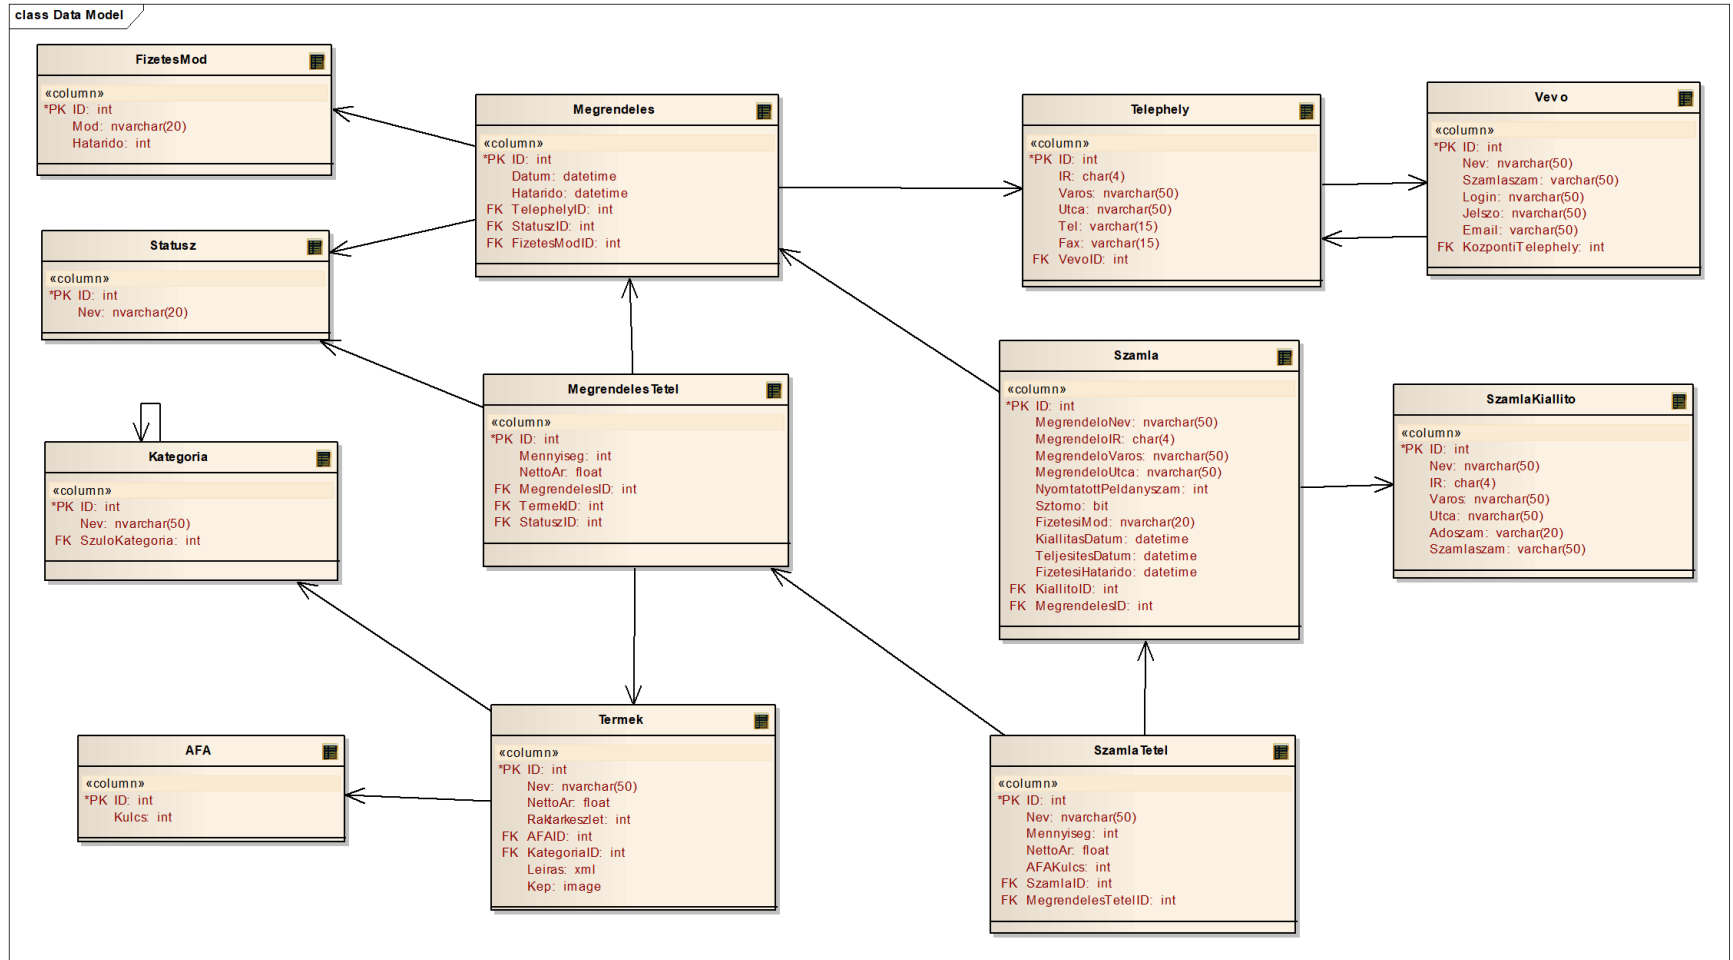 class Data Model
FizetesMod
«column»
*PK ID: int
Mod: nvarchar(20)
Hatarido: int
Megrendeles
«column»
*PK ID: int
Datum: datetime
Hatarido: datetime
FK TelephelyID: int
FK StatuszID: int
FK FizetesModID: int
Telephely
«column»
*PK ID: int
IR: char(4)
Varos: nvarchar(50)
Utca: nvarchar(50)
Tel: varchar(15)
Fax: varchar(15)
FK VevoID: int
Vevo
«column»
*PK ID: int
Nev: nvarchar(50)
Szamlaszam: varchar(50)
Login: nvarchar(50)
Jelszo: nvarchar(50)
Email: varchar(50)
FK KozpontiTelephely: int
Statusz
«column»
*PK ID: int
Nev: nvarchar(20)
MegrendelesTetel
«column»
*PK ID: int
Mennyiseg: int
NettoAr: float
FK MegrendelesID: int
FK TermekID: int
FK StatuszID: int
Szamla
«column»
*PK ID: int
MegrendeloNev: nvarchar(50)
MegrendeloIR: char(4)
MegrendeloVaros: nvarchar(50)
MegrendeloUtca: nvarchar(50)
NyomtatottPeldanyszam: int
Sztorno: bit
FizetesiMod: nvarchar(20)
KiallitasDatum: datetime
TeljesitesDatum: datetime
FizetesiHatarido: datetime
FK KiallitoID: int
FK MegrendelesID: int
SzamlaKiallito
«column»
*PK ID: int
Nev: nvarchar(50)
IR: char(4)
Varos: nvarchar(50)
Utca: nvarchar(50)
Adoszam: varchar(20)
Szamlaszam: varchar(50)
Kategoria
«column»
*PK ID: int
Nev: nvarchar(50)
FK SzuloKategoria: int
AFA
«column»
*PK ID: int
Kulcs: int
Termek
«column»
*PK ID: int
Nev: nvarchar(50)
NettoAr: float
Raktarkeszlet: int
FK AFAID: int
FK KategoriaID: int
Leiras: xml
Kep: image
SzamlaTetel
«column»
*PK ID: int
Nev: nvarchar(50)
Mennyiseg: int
NettoAr: float
AFAKulcs: int
FK SzamlaID: int
FK MegrendelesTetelID: int